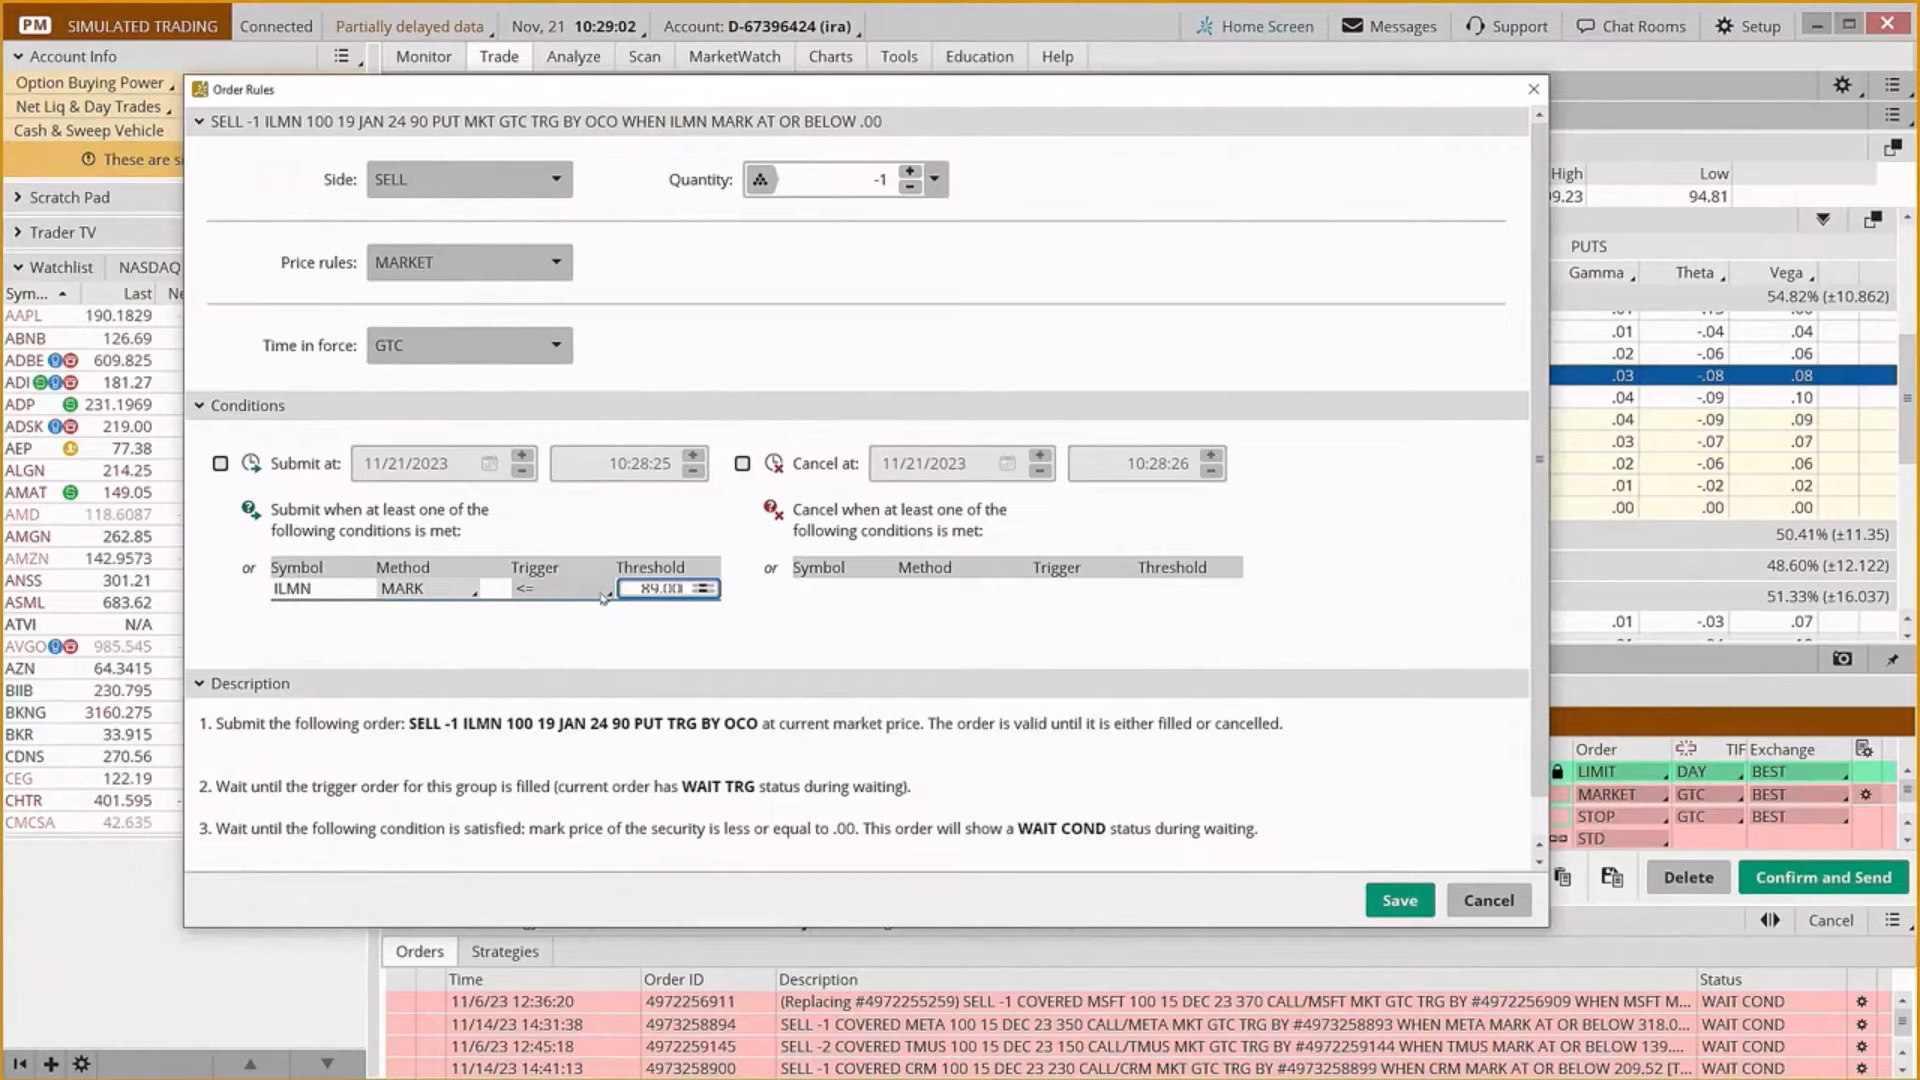 PM SIMULATED TRADING Connected Partially delayed data Nov, 21 10:29:02 Account: D-67396424 (ira) Home Screen Messages Support Chat Rooms Setup
Account Info Monitor Trade Analyze Scan MarketWatch Charts Tools Education Help
Option Buying Power
Net Liq & Day Trades
Cash & Sweep Vehicle
These are si
Scratch Pad
Trader TV
Watchlist NASDAQ
Sym... Last Ne
AAPL 190.1829
ABNB 126.69
ADBE 609.825
ADI 181.27
ADP 231.1969
ADSK 219.00
AEP 77.38
ALGN 214.25
AMAT 149.05
AMD 118.6087
AMGN 262.85
AMZN 142.9573
ANSS 301.21
ASML 683.62
ATVI N/A
AVGO 985.545
AZN 64.3415
BIIB 230.795
BKNG 3160.275
BKR 33.915
CDNS 270.56
CEG 122.19
CHTR 401.595
CMCSA 42.635
Order Rules
SELL -1 ILMN 100 19 JAN 24 90 PUT MKT GTC TRG BY OCO WHEN ILMN MARK AT OR BELOW .00
Side: SELL Quantity: -1
Price rules: MARKET
Time in force: GTC
Conditions
Submit at: 11/21/2023 10:28:25 Cancel at: 11/21/2023 10:28:26
Submit when at least one of the
following conditions is met:
Cancel when at least one of the
following conditions is met:
or Symbol Method Trigger Threshold or Symbol Method Trigger Threshold
ILMN MARK <= 89.00
Description
1. Submit the following order: SELL -1 ILMN 100 19 JAN 24 90 PUT TRG BY OCO at current market price. The order is valid until it is either filled or cancelled.
2. Wait until the trigger order for this group is filled (current order has WAIT TRG status during waiting).
3. Wait until the following condition is satisfied: mark price of the security is less or equal to .00. This order will show a WAIT COND status during waiting.
Save Cancel
High Low
9.23 94.81
PUTS
Gamma Theta Vega
54.82% (±10.862)
.01 -.04 .04
.02 -.06 .06
.03 -.08 .08
.04 -.09 .10
.04 -.09 .09
.03 -.07 .07
.02 -.06 .06
.01 -.02 .02
.00 .00 .00
50.41% (±11.35)
48.60% (±12.122)
51.33% (±16.037)
.01 -.03 .07
Order TIF Exchange
LIMIT DAY BEST
MARKET GTC BEST
STOP GTC BEST
STD
Delete Confirm and Send
Cancel
Orders Strategies
Time Order ID Description Status
11/6/23 12:36:20 4972256911 (Replacing #4972255259) SELL -1 COVERED MSFT 100 15 DEC 23 370 CALL/MSFT MKT GTC TRG BY #4972256909 WHEN MSFT M... WAIT COND
11/14/23 14:31:38 4973258894 SELL -1 COVERED META 100 15 DEC 23 350 CALL/META MKT GTC TRG BY #4973258893 WHEN META MARK AT OR BELOW 318.0... WAIT COND
11/6/23 12:45:18 4972259145 SELL -2 COVERED TMUS 100 15 DEC 23 150 CALL/TMUS MKT GTC TRG BY #4972259144 WHEN TMUS MARK AT OR BELOW 139.... WAIT COND
11/14/23 14:41:13 4973258900 SELL -1 COVERED CRM 100 15 DEC 23 230 CALL/CRM MKT GTC TRG BY #4973258899 WHEN CRM MARK AT OR BELOW 209.52 [T... WAIT COND